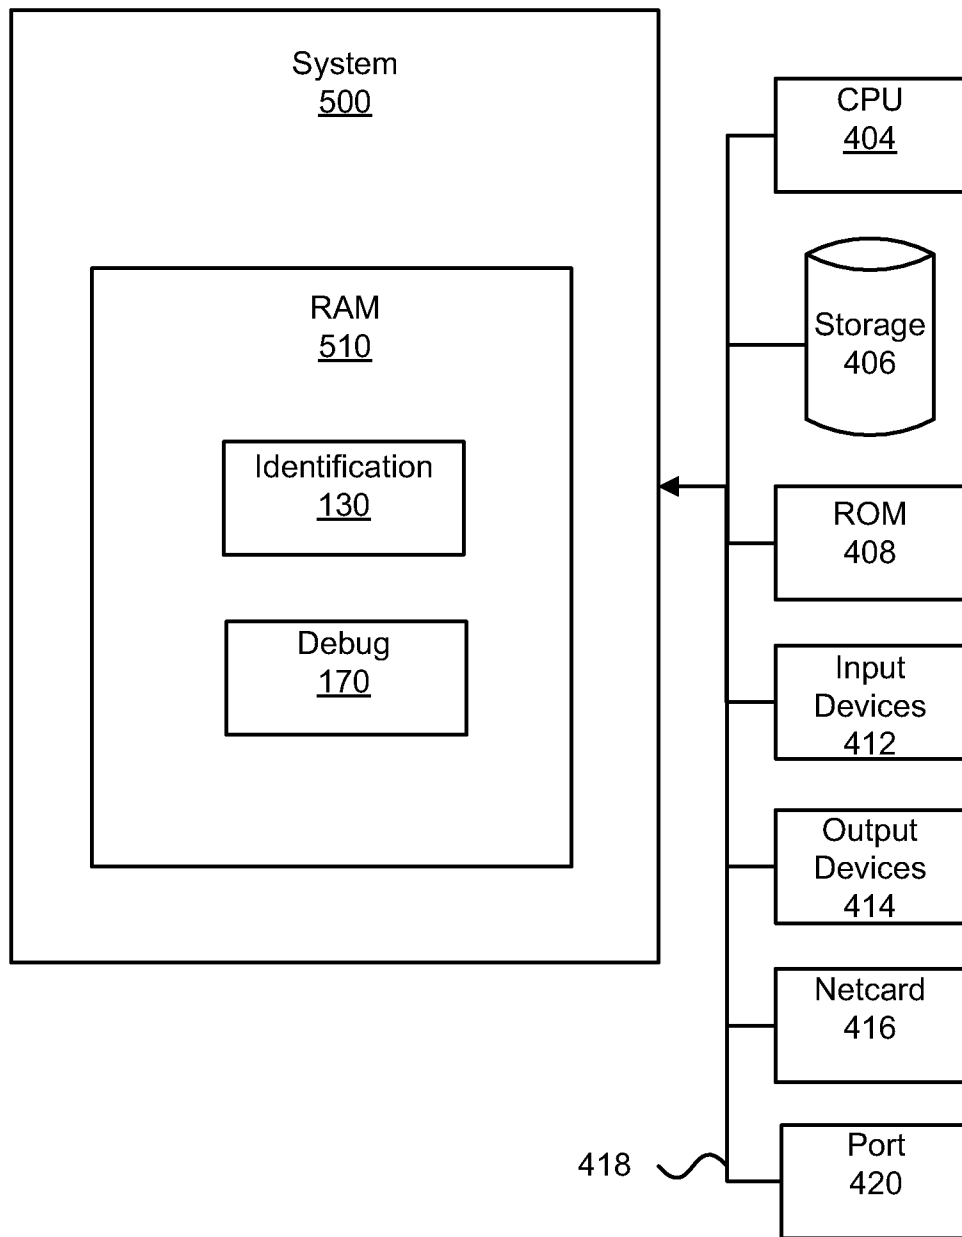 System
500
RAM
510
Identification
130
Debug
170
CPU
404
Storage
406
ROM
408
Input
Devices
412
Output
Devices
414
Netcard
416
Port
420
418